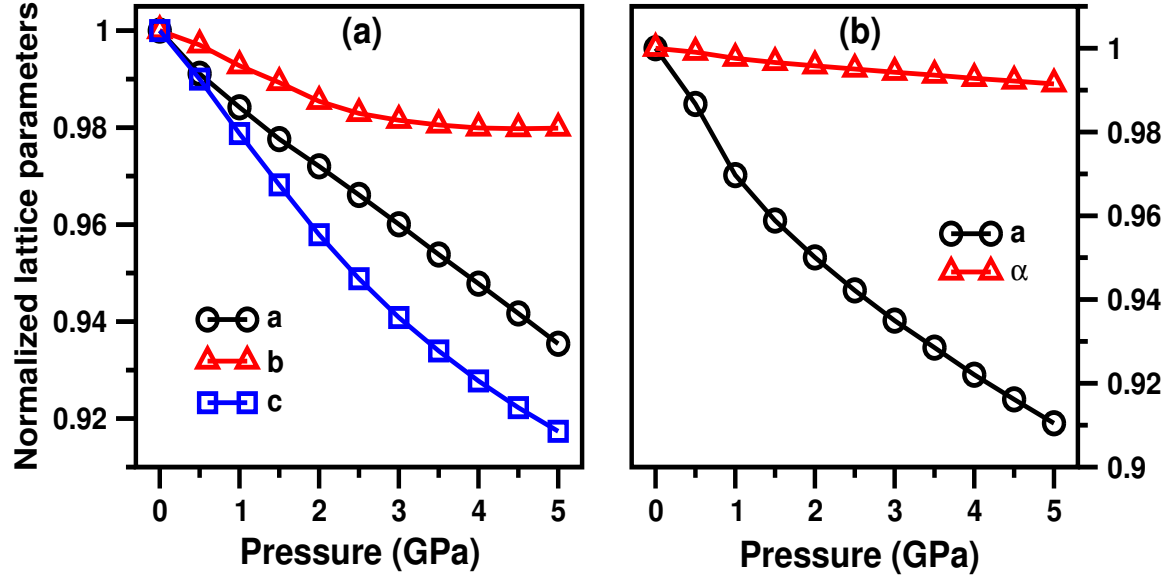 Normalized lattice parameters
(a)
1
0.98
0.96
0.94
0.92
a
b
c
0 1 2 3 4 5
Pressure (GPa)
(b)
1
0.98
0.96
0.94
0.92
0.9
a
α
0 1 2 3 4 5
Pressure (GPa)